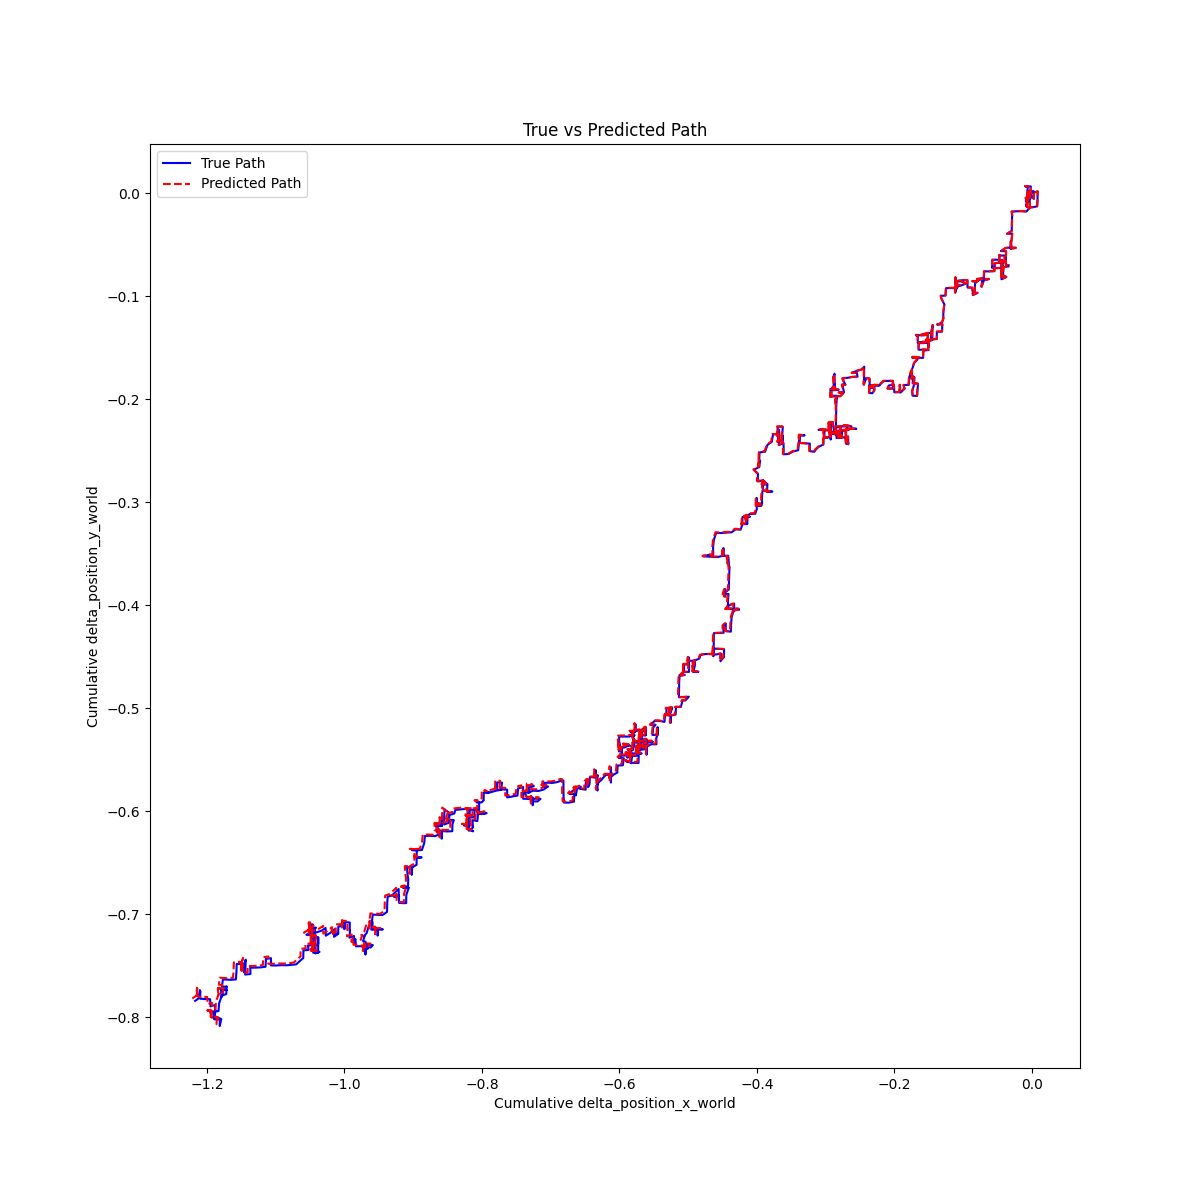 True vs Predicted Path
True Path
Predicted Path
0.0
−0.1
−0.2
−0.3
−0.4
−0.5
−0.6
−0.7
−0.8
Cumulative delta_position_y_world
−1.2 −1.0 −0.8 −0.6 −0.4 −0.2 0.0
Cumulative delta_position_x_world